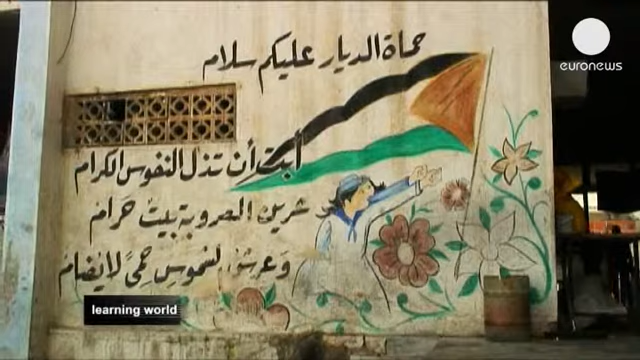 euronews
حماة الديار عليكم سلام
أبت أن تذل النفوس الكرام
عرين العروبة بيت حرام
وعرش الشموس حمىً لا يضام
learning world